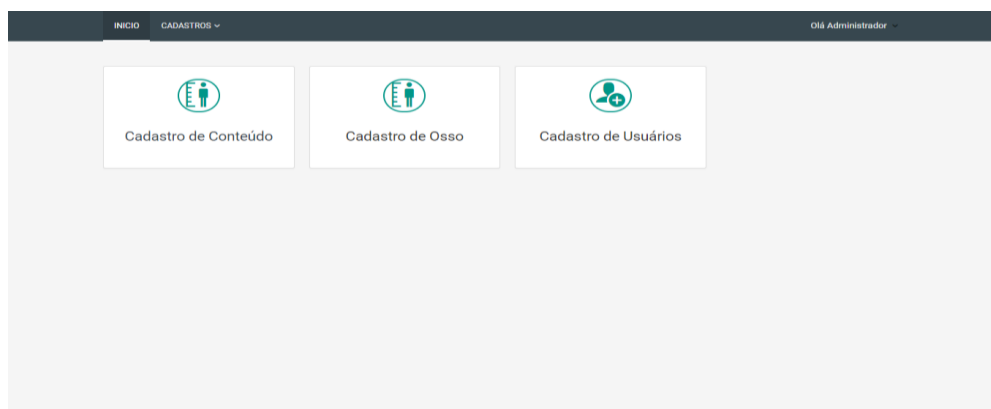 INICIO CADASTROS Olá Administrador
Cadastro de Conteúdo Cadastro de Osso Cadastro de Usuários